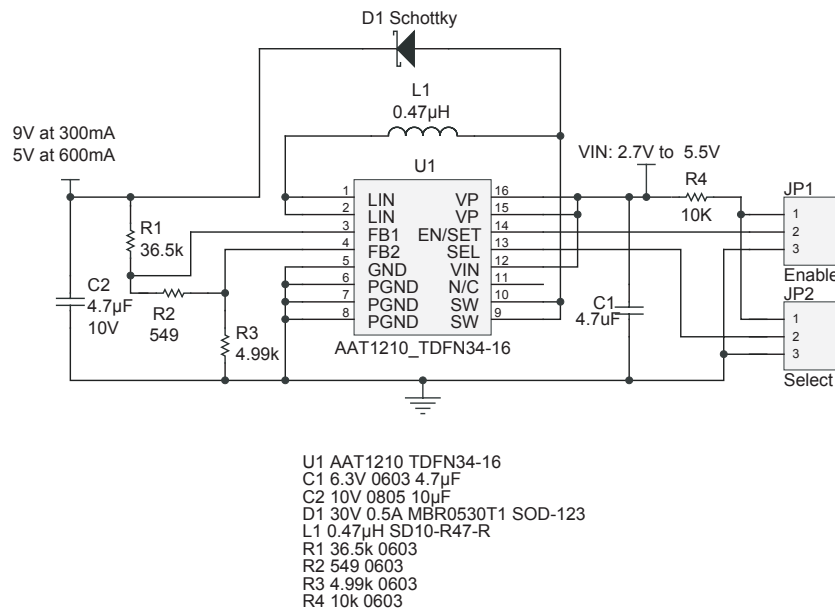 D1 Schottky
L1
0.47µH
9V at 300mA
5V at 600mA
U1
VIN: 2.7V to 5.5V
R4
10K
JP1
1
2
3
Enable
JP2
1
2
3
Select
1
LIN
2
LIN
3
FB1
4
FB2
5
GND
6
PGND
7
PGND
8
PGND
16
VP
15
VP
14
EN/SET
13
SEL
12
VIN
11
N/C
10
SW
9
SW
R1
36.5k
C2
4.7µF
10V
R2
549
R3
4.99k
C1
4.7uF
AAT1210_TDFN34-16
U1 AAT1210 TDFN34-16
C1 6.3V 0603 4.7µF
C2 10V 0805 10µF
D1 30V 0.5A MBR0530T1 SOD-123
L1 0.47µH SD10-R47-R
R1 36.5k 0603
R2 549 0603
R3 4.99k 0603
R4 10k 0603